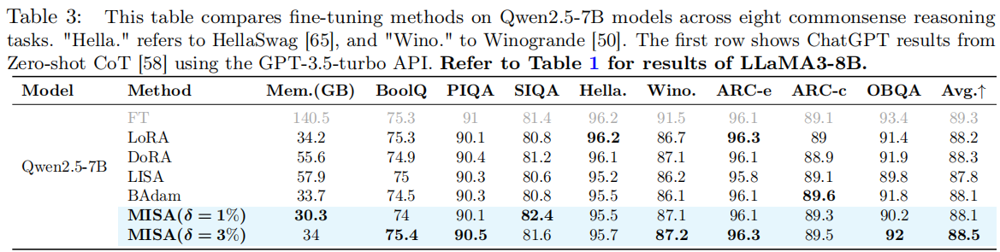 Table 3: This table compares fine-tuning methods on Qwen2.5-7B models across eight commonsense reasoning
tasks. "Hella." refers to HellaSwag [65], and "Wino." to Winogrande [50]. The first row shows ChatGPT results from
Zero-shot CoT [58] using the GPT-3.5-turbo API. Refer to Table 1 for results of LLaMA3-8B.
Model Method Mem.(GB) BoolQ PIQA SIQA Hella. Wino. ARC-e ARC-c OBQA Avg.↑
FT 140.5 75.3 91 81.4 96.2 91.5 96.1 89.1 93.4 89.3
LoRA 34.2 75.3 90.1 80.8 96.2 86.7 96.3 89 91.4 88.2
DoRA 55.6 74.9 90.4 81.2 96.1 87.1 96.1 88.9 91.9 88.3
Qwen2.5-7B
LISA 57.9 75 90.3 80.6 95.2 86.2 95.8 89.1 89.8 87.8
BAdam 33.7 74.5 90.3 80.8 95.5 86.1 96.1 89.6 91.8 88.1
MISA(δ = 1%) 30.3 74 90.1 82.4 95.5 87.1 96.1 89.3 90.2 88.1
MISA(δ = 3%) 34 75.4 90.5 81.6 95.7 87.2 96.3 89.5 92 88.5